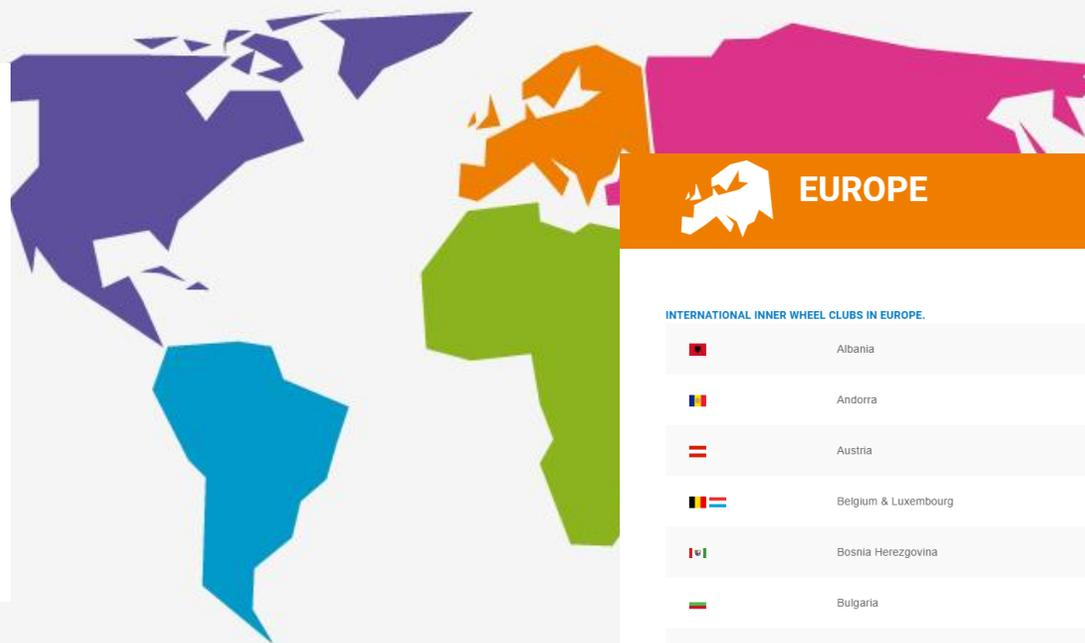 EUROPE
INTERNATIONAL INNER WHEEL CLUBS IN EUROPE.
Albania
Andorra
Austria
Belgium & Luxembourg
Bosnia Herezgovina
Bulgaria